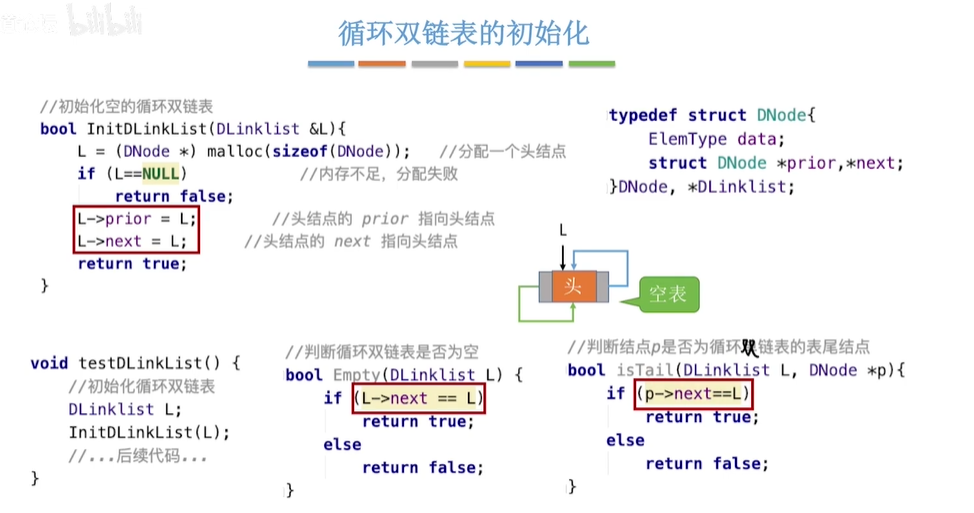 bilibili
循环双链表的初始化
//初始化空的循环双链表
bool InitDLinkList(DLinklist &L){
L = (DNode *) malloc(sizeof(DNode)); //分配一个头结点
if (L==NULL) //内存不足，分配失败
return false;
L->prior = L; //头结点的 prior 指向头结点
L->next = L; //头结点的 next 指向头结点
return true;
}
typedef struct DNode{
ElemType data;
struct DNode *prior,*next;
}DNode, *DLinklist;
L
头
空表
void testDLinkList() {
//初始化循环双链表
DLinklist L;
InitDLinkList(L);
//...后续代码...
}
//判断循环双链表是否为空
bool Empty(DLinklist L) {
if (L->next == L)
return true;
else
return false;
}
//判断结点p是否为循环双链表的表尾结点
bool isTail(DLinklist L, DNode *p){
if (p->next==L)
return true;
else
return false;
}